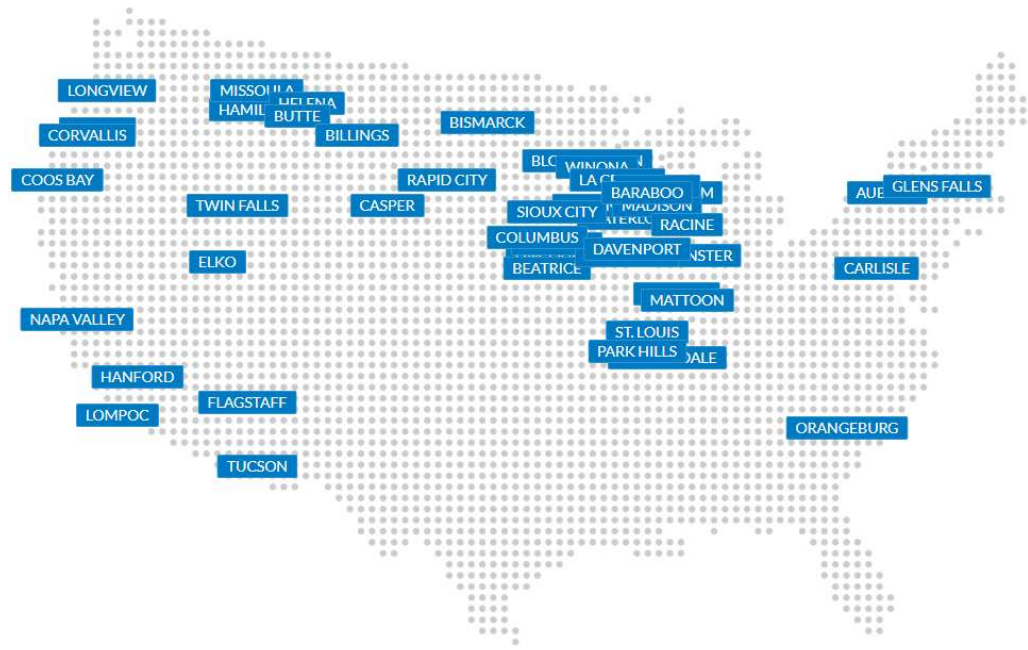 LONGVIEW
MISSOULA
HELENA
BUTTE
BISMARCK
CORVALLIS
BILLINGS
WINONA
COOS BAY
RAPID CITY
GLENS FALLS
BARABOO
TWIN FALLS
CASPER
MADISON
SIOUX CITY
RACINE
COLUMBUS
DAVENPORT
ELKO
BEATRICE
CARLISLE
MATTOON
NAPA VALLEY
ST. LOUIS
PARK HILLS
HANFORD
FLAGSTAFF
LOMPOC
ORANGEBURG
TUCSON